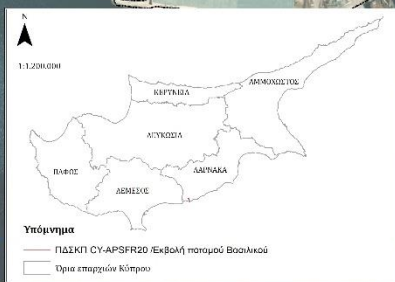 N
1:1.200.000
ΑΜΜΟΧΩΣΤΟΣ
ΚΕΡΥΝΕΙΑ
ΛΕΥΚΩΣΙΑ
ΠΑΦΟΣ
ΛΑΡΝΑΚΑ
ΛΕΜΕΣΟΣ
Υπόμνημα
ΠΔΣΚΠ CY-APSFR20 /Εκβολή ποταμού Βασιλικού
Όρια επαρχιών Κύπρου